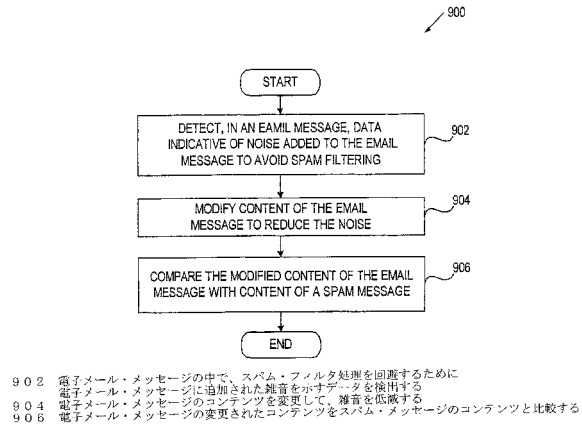 900
START
DETECT, IN AN EAMIL MESSAGE, DATA
INDICATIVE OF NOISE ADDED TO THE EMAIL
MESSAGE TO AVOID SPAM FILTERING
902
MODIFY CONTENT OF THE EMAIL
MESSAGE TO REDUCE THE NOISE
904
COMPARE THE MODIFIED CONTENT OF THE EMAIL
MESSAGE WITH CONTENT OF A SPAM MESSAGE
906
END
902 電子メール・メッセージの中で、スパム・フィルタ処理を回避するために
電子メール・メッセージに追加された雑音を示すデータを検出する
904 電子メール・メッセージのコンテンツを変更して、雑音を低減する
906 電子メール・メッセージの変更されたコンテンツをスパム・メッセージのコンテンツと比較する